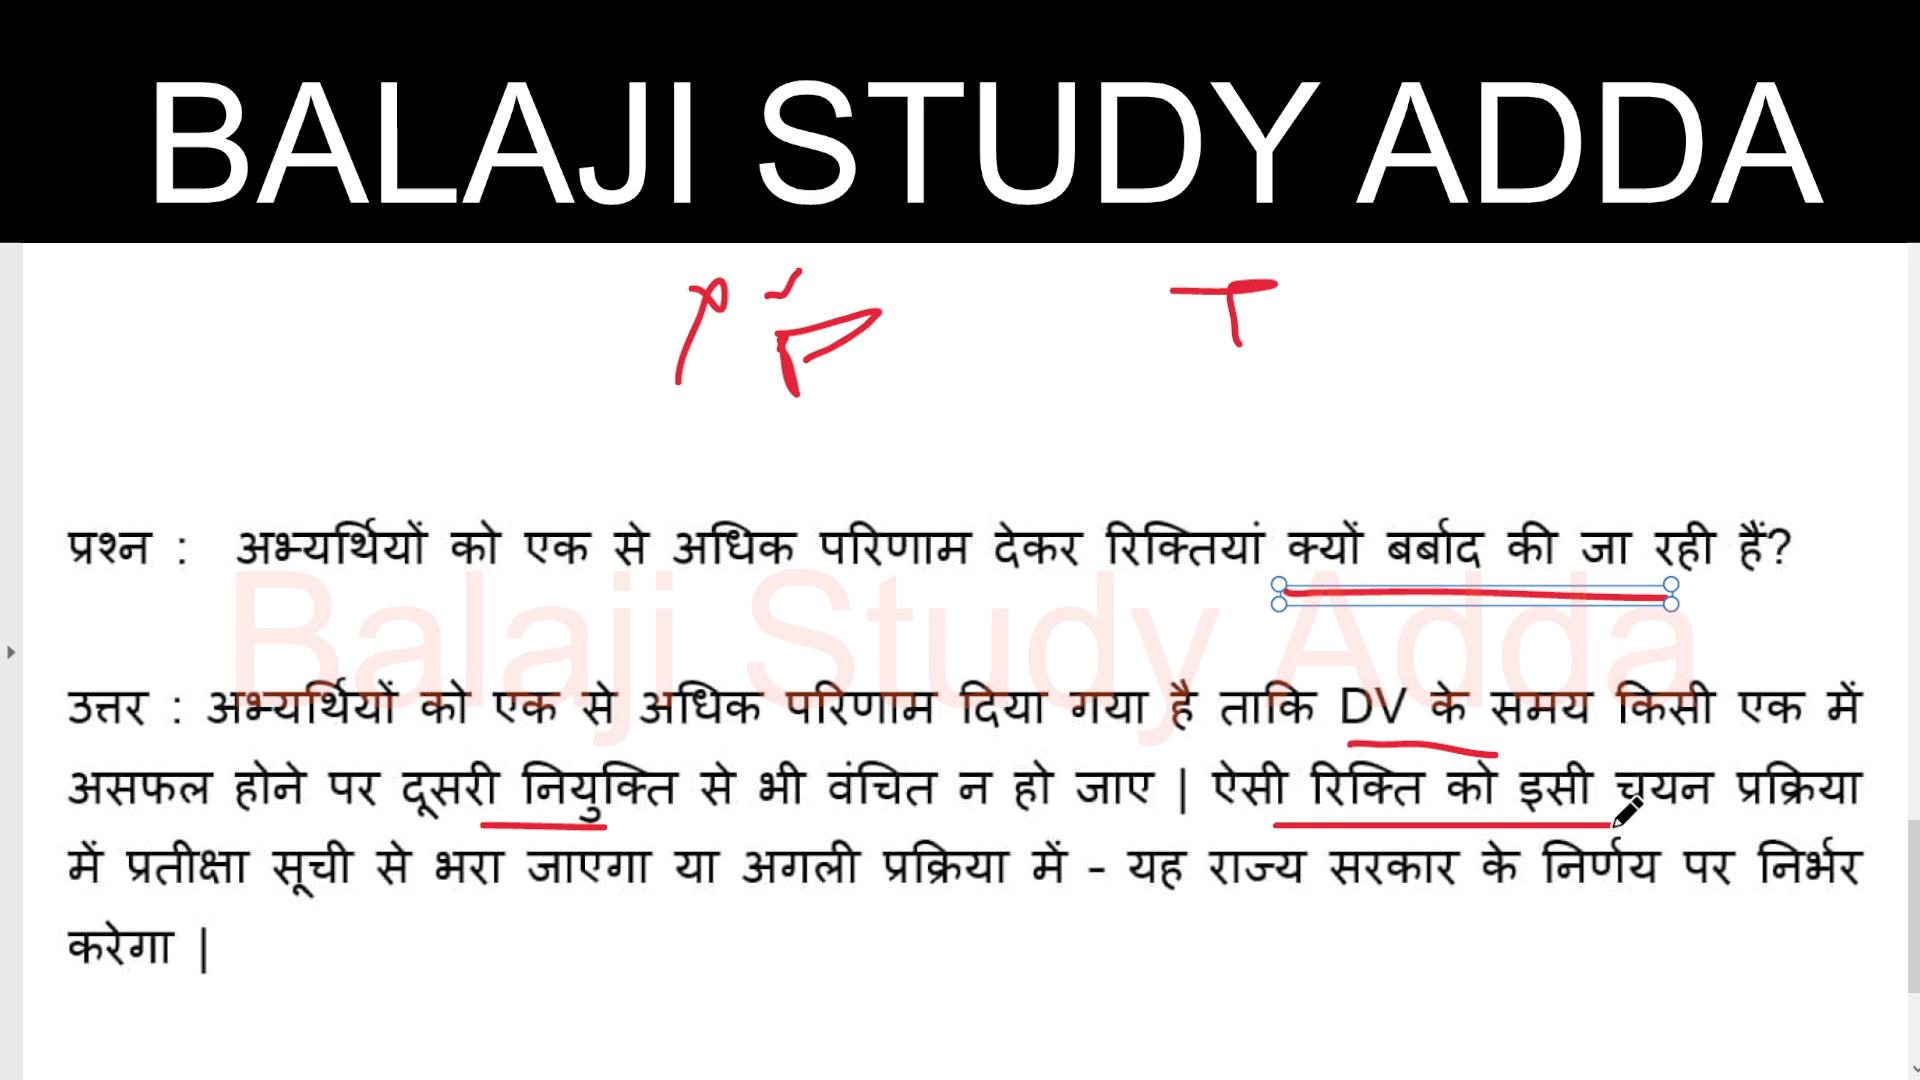 BALAJI STUDY ADDA
प्रश्न : अभ्यर्थियों को एक से अधिक परिणाम देकर रिक्तियां क्यों बर्बाद की जा रही हैं?
Balaji Study Adda
उत्तर : अभ्यर्थियों को एक से अधिक परिणाम दिया गया है ताकि DV के समय किसी एक में
असफल होने पर दूसरी नियुक्ति से भी वंचित न हो जाए | ऐसी रिक्ति को इसी चयन प्रक्रिया
में प्रतीक्षा सूची से भरा जाएगा या अगली प्रक्रिया में - यह राज्य सरकार के निर्णय पर निर्भर
करेगा |